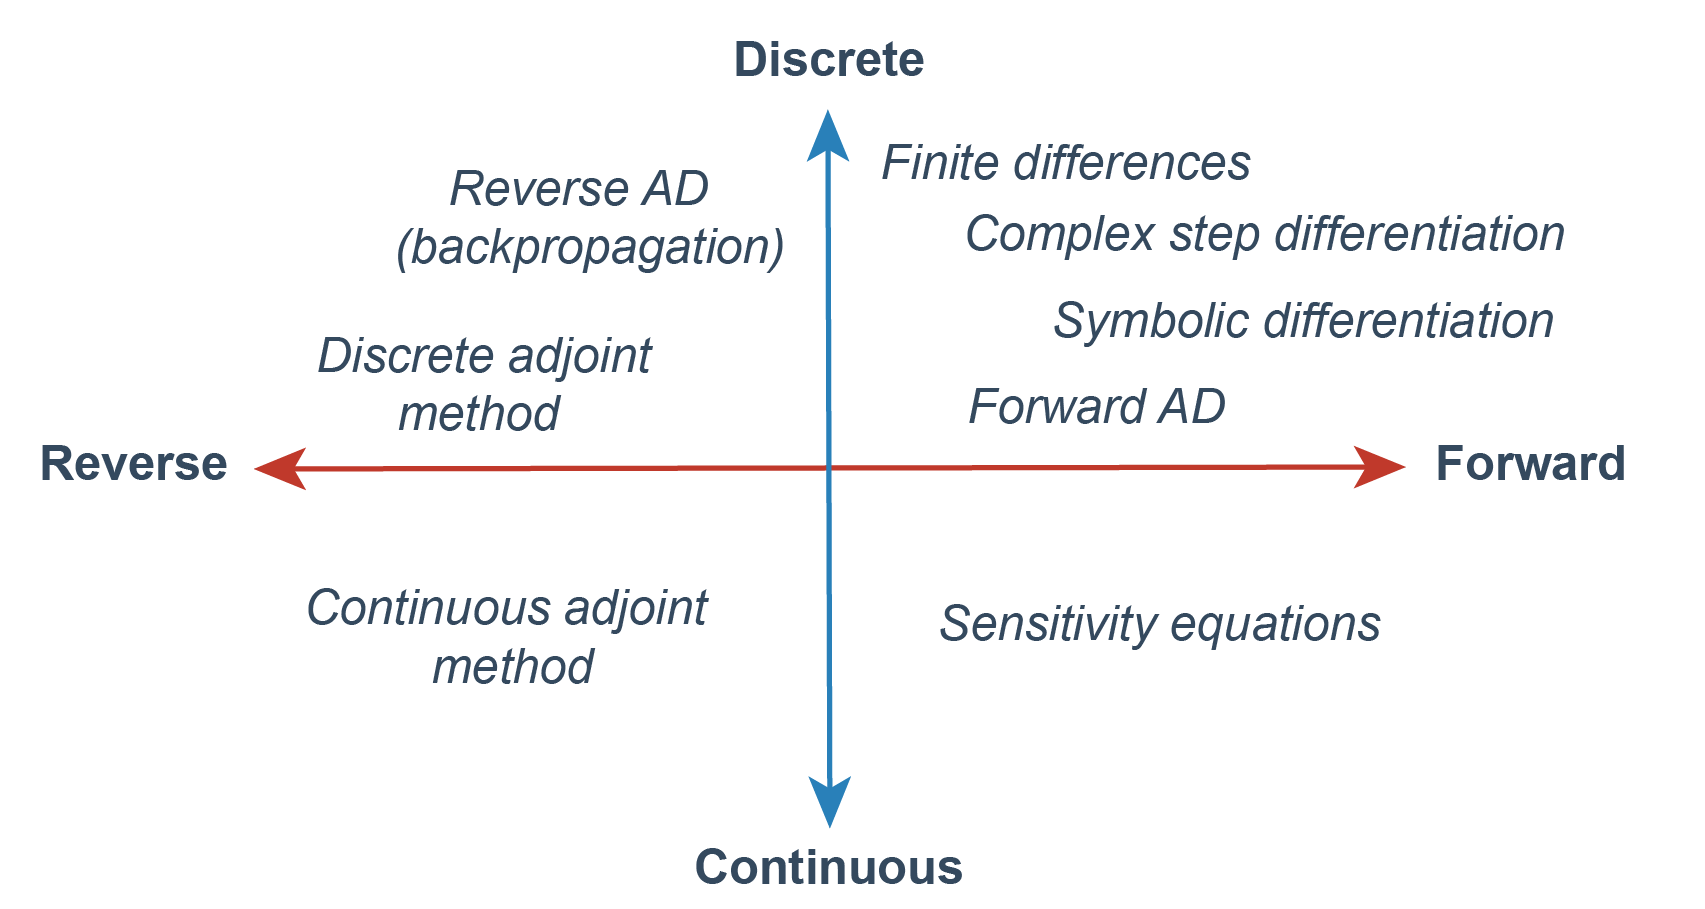 Discrete
Finite differences
Reverse AD
(backpropagation)
Complex step differentiation
Symbolic differentiation
Discrete adjoint
method
Forward AD
Reverse
Forward
Continuous adjoint
method
Sensitivity equations
Continuous